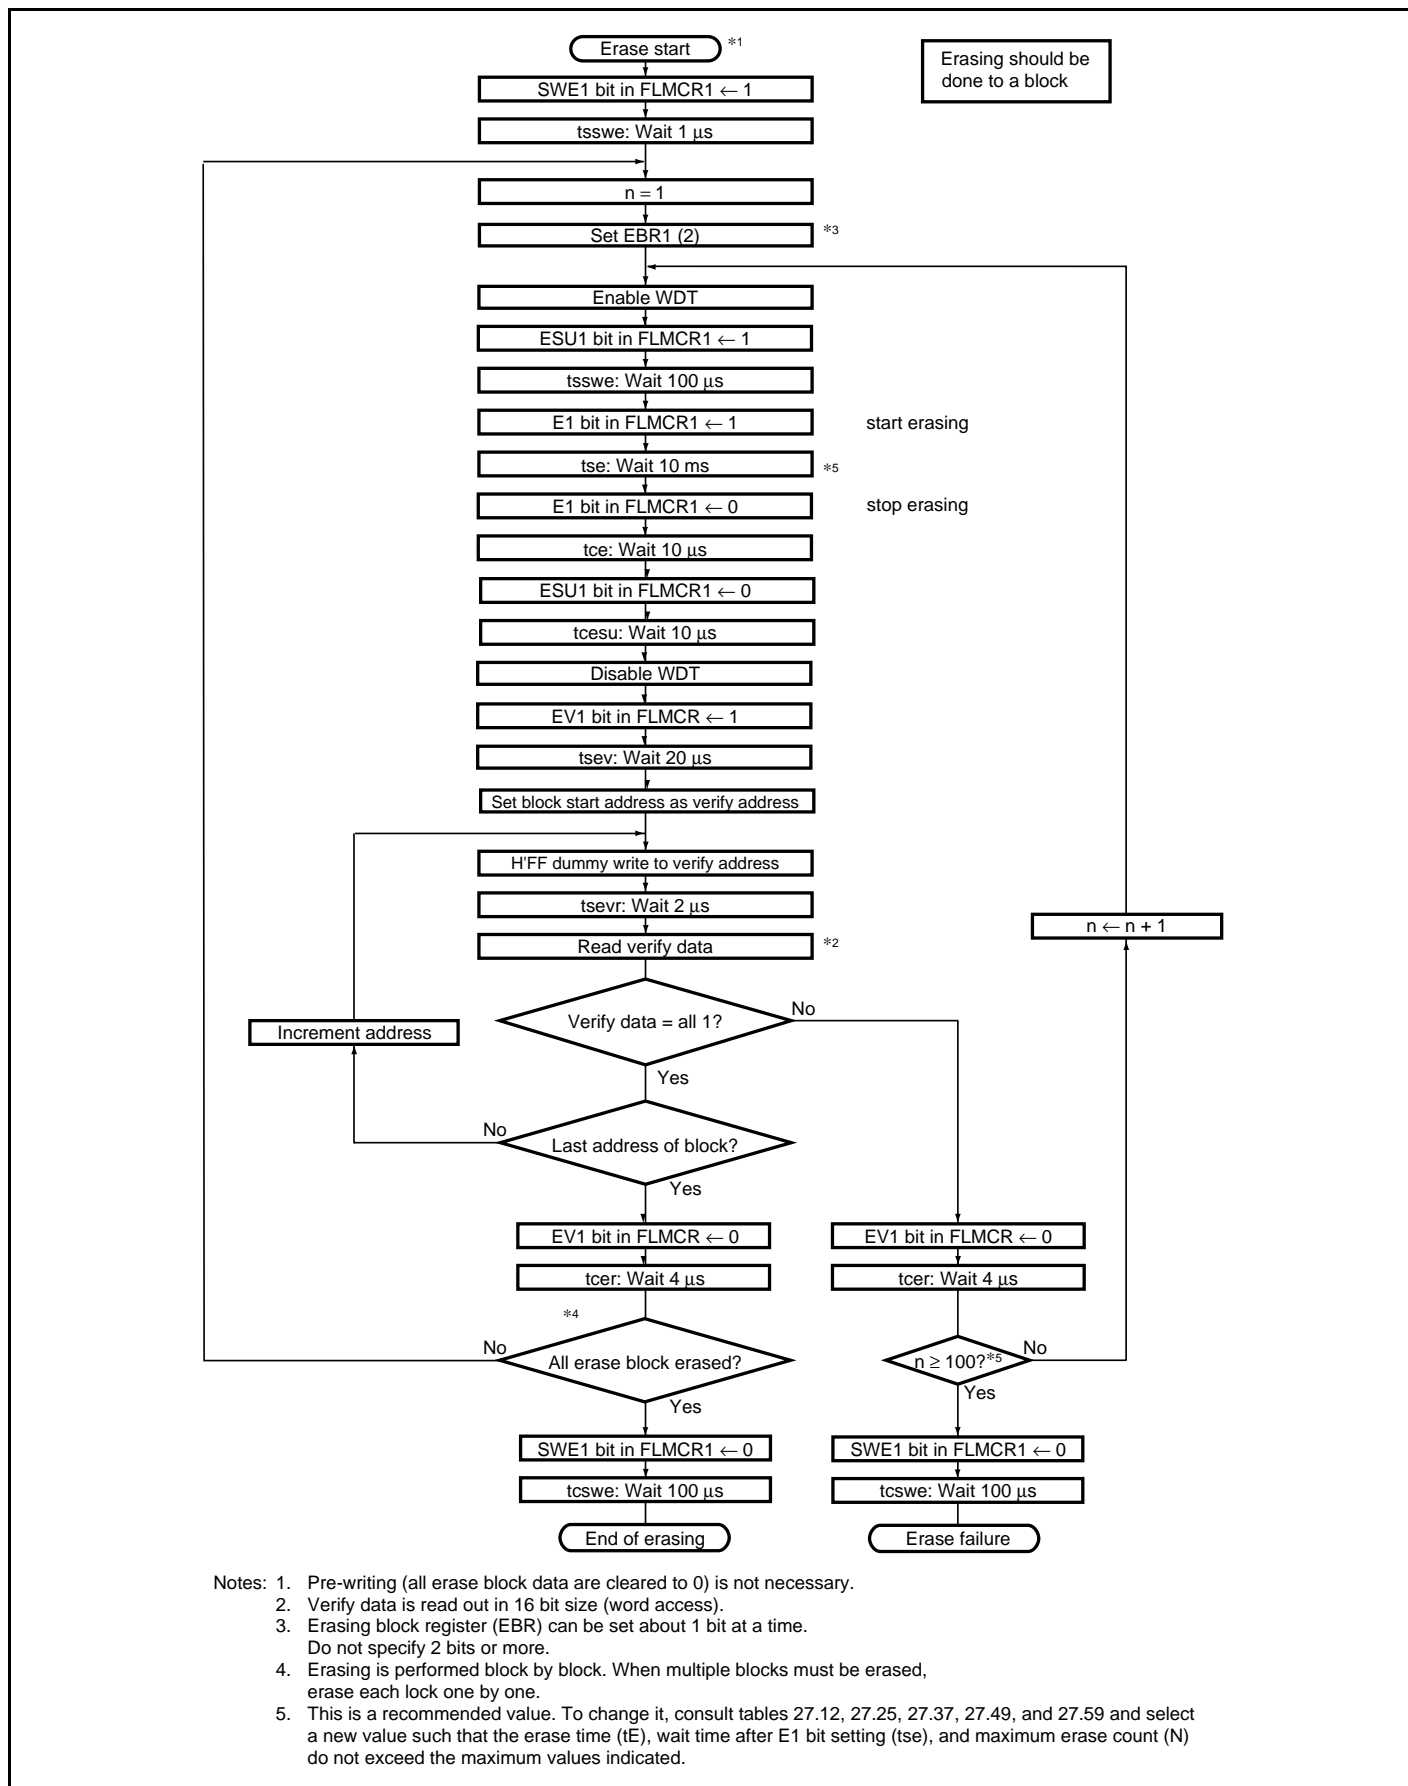 Erase start *1
Erasing should be
done to a block
SWE1 bit in FLMCR1 ← 1
tsswe: Wait 1 μs
n = 1
Set EBR1 (2) *3
Enable WDT
ESU1 bit in FLMCR1 ← 1
tsswe: Wait 100 μs
E1 bit in FLMCR1 ← 1 start erasing
tse: Wait 10 ms *5
E1 bit in FLMCR1 ← 0 stop erasing
tce: Wait 10 μs
ESU1 bit in FLMCR1 ← 0
tcesu: Wait 10 μs
Disable WDT
EV1 bit in FLMCR ← 1
tsev: Wait 20 μs
Set block start address as verify address
H'FF dummy write to verify address
tsevr: Wait 2 μs
n ← n + 1
Read verify data *2
No
Verify data = all 1?
Increment address
Yes
No
Last address of block?
Yes
EV1 bit in FLMCR ← 0
EV1 bit in FLMCR ← 0
tcer: Wait 4 μs
tcer: Wait 4 μs
*4
No
All erase block erased?
n ≥ 100?*5
No
Yes
Yes
SWE1 bit in FLMCR1 ← 0
SWE1 bit in FLMCR1 ← 0
tcswe: Wait 100 μs
tcswe: Wait 100 μs
End of erasing
Erase failure
Notes: 1. Pre-writing (all erase block data are cleared to 0) is not necessary.
2. Verify data is read out in 16 bit size (word access).
3. Erasing block register (EBR) can be set about 1 bit at a time.
Do not specify 2 bits or more.
4. Erasing is performed block by block. When multiple blocks must be erased,
erase each lock one by one.
5. This is a recommended value. To change it, consult tables 27.12, 27.25, 27.37, 27.49, and 27.59 and select
a new value such that the erase time (tE), wait time after E1 bit setting (tse), and maximum erase count (N)
do not exceed the maximum values indicated.